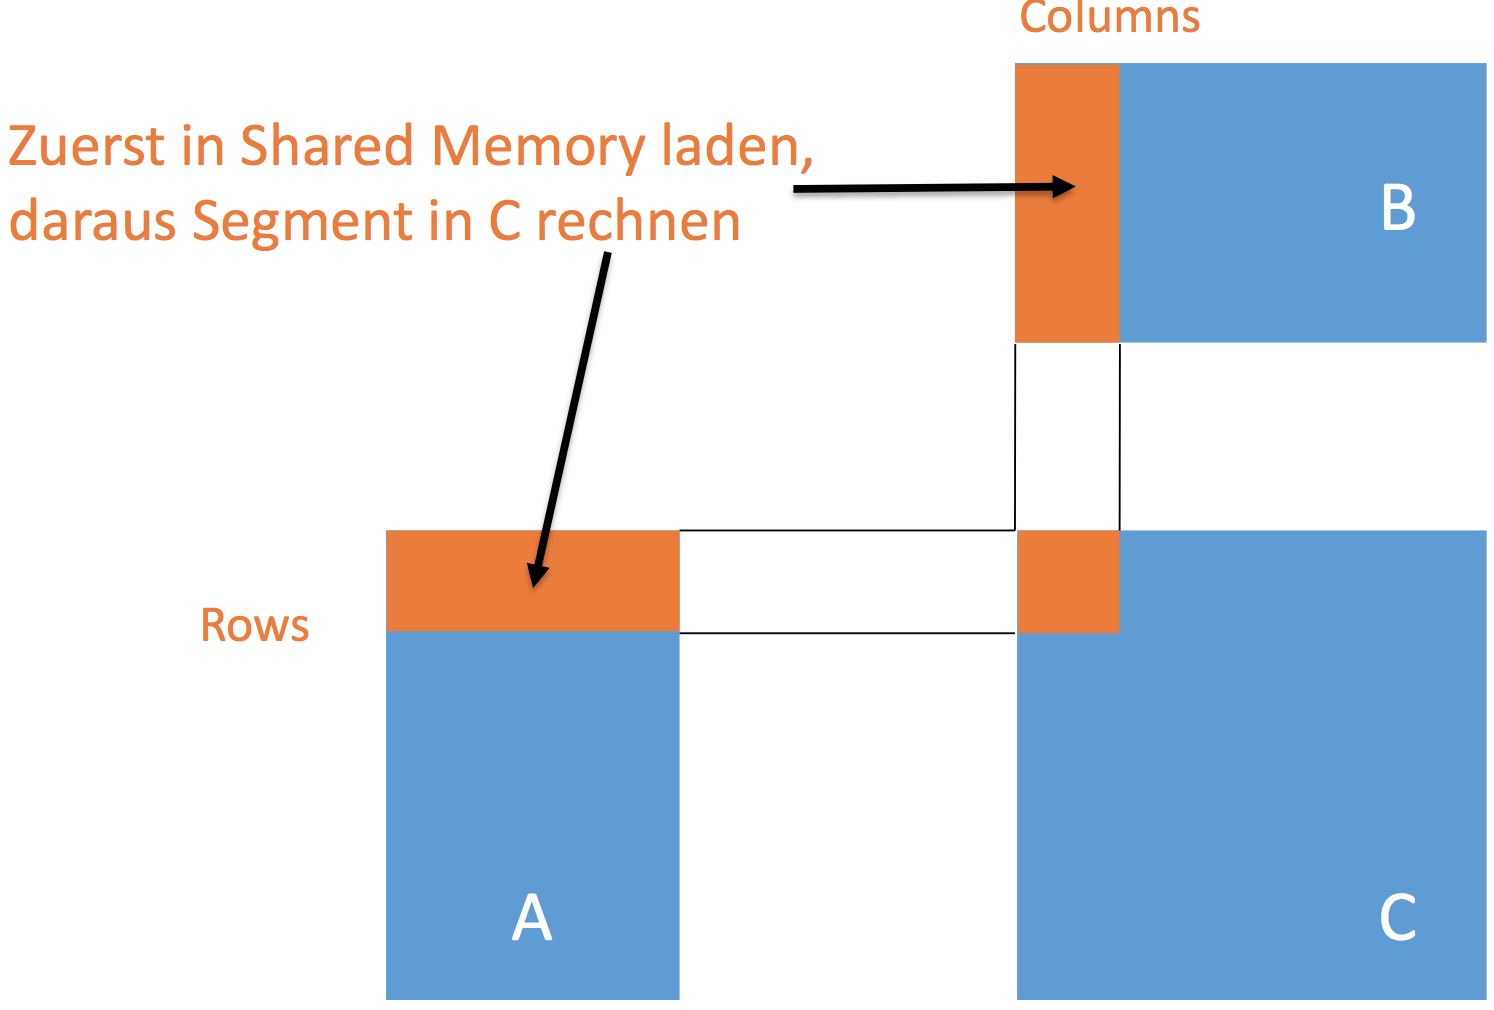 Columns
Zuerst in Shared Memory laden,
daraus Segment in C rechnen
B
Rows
A
C